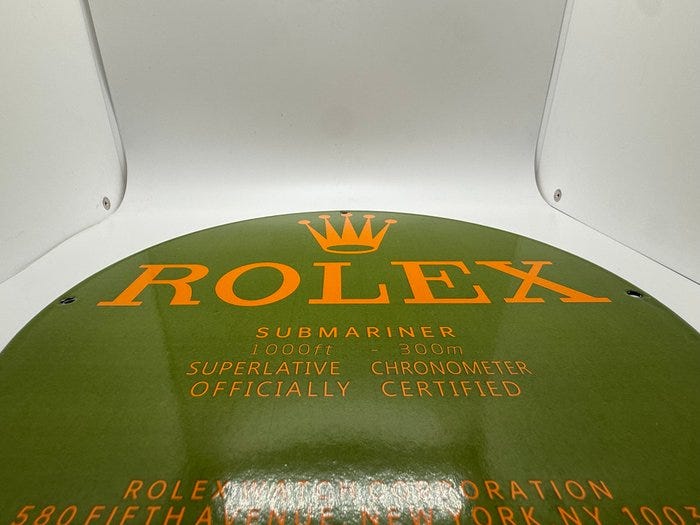 ROLEX
SUBMARINER
1000ft - 300m
SUPERLATIVE CHRONOMETER
OFFICIALLY CERTIFIED
ROLEX WATCH CORPORATION
580 FIFTH AVENUE NEW YORK NY